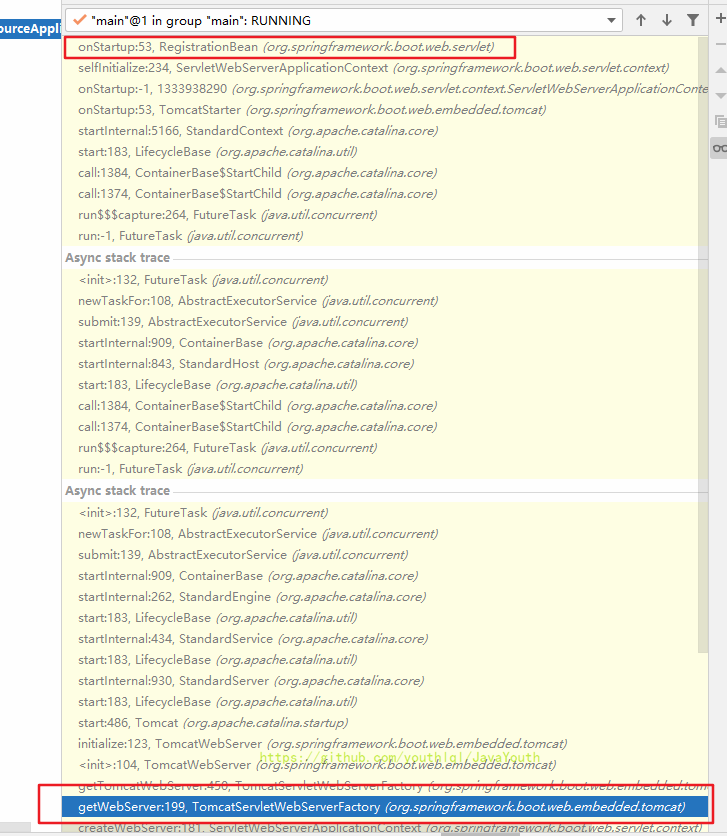 ourceAppli
"main"@1 in group "main": RUNNING
onStartup:53, RegistrationBean (org.springframework.boot.web.servlet)
selfInitialize:234, ServletWebServerApplicationContext (org.springframework.boot.web.servlet.context)
onStartup:-1, 1333938290 (org.springframework.boot.web.servlet.context.ServletWebServerApplicationConte
onStartup:53, TomcatStarter (org.springframework.boot.web.embedded.tomcat)
startInternal:5166, StandardContext (org.apache.catalina.core)
start:183, LifecycleBase (org.apache.catalina.util)
call:1384, ContainerBase$StartChild (org.apache.catalina.core)
call:1374, ContainerBase$StartChild (org.apache.catalina.core)
run$$$capture:264, FutureTask (java.util.concurrent)
run:-1, FutureTask (java.util.concurrent)
Async stack trace
<init>:132, FutureTask (java.util.concurrent)
newTaskFor:108, AbstractExecutorService (java.util.concurrent)
submit:139, AbstractExecutorService (java.util.concurrent)
startInternal:909, ContainerBase (org.apache.catalina.core)
startInternal:843, StandardHost (org.apache.catalina.core)
start:183, LifecycleBase (org.apache.catalina.util)
call:1384, ContainerBase$StartChild (org.apache.catalina.core)
call:1374, ContainerBase$StartChild (org.apache.catalina.core)
run$$$capture:264, FutureTask (java.util.concurrent)
run:-1, FutureTask (java.util.concurrent)
Async stack trace
<init>:132, FutureTask (java.util.concurrent)
newTaskFor:108, AbstractExecutorService (java.util.concurrent)
submit:139, AbstractExecutorService (java.util.concurrent)
startInternal:909, ContainerBase (org.apache.catalina.core)
startInternal:262, StandardEngine (org.apache.catalina.core)
start:183, LifecycleBase (org.apache.catalina.util)
startInternal:434, StandardService (org.apache.catalina.core)
start:183, LifecycleBase (org.apache.catalina.util)
startInternal:930, StandardServer (org.apache.catalina.core)
start:183, LifecycleBase (org.apache.catalina.util)
start:486, Tomcat (org.apache.catalina.startup)
initialize:123, TomcatWebServer (org.springframework.boot.web.embedded.tomcat)
https://github.com/youthlql/JavaYouth
<init>:104, TomcatWebServer (org.springframework.boot.web.embedded.tomcat)
getTomcatWebServer:450, TomcatServletWebServerFactory (org.springframework.boot.web.embedded.tom
getWebServer:199, TomcatServletWebServerFactory (org.springframework.boot.web.embedded.tomcat)
createWebServer:181, ServletWebServerApplicationContext (org.springframework.boot.web.servlet.context)